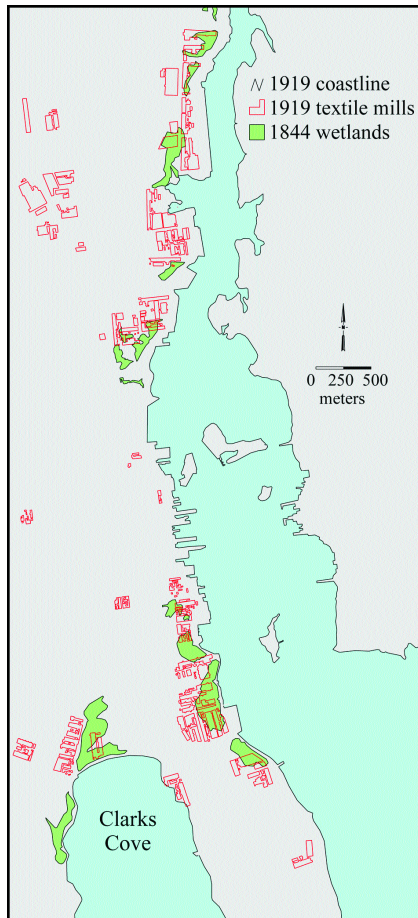 1919 coastline
1919 textile mills
1844 wetlands
0 250 500
meters
Clarks
Cove